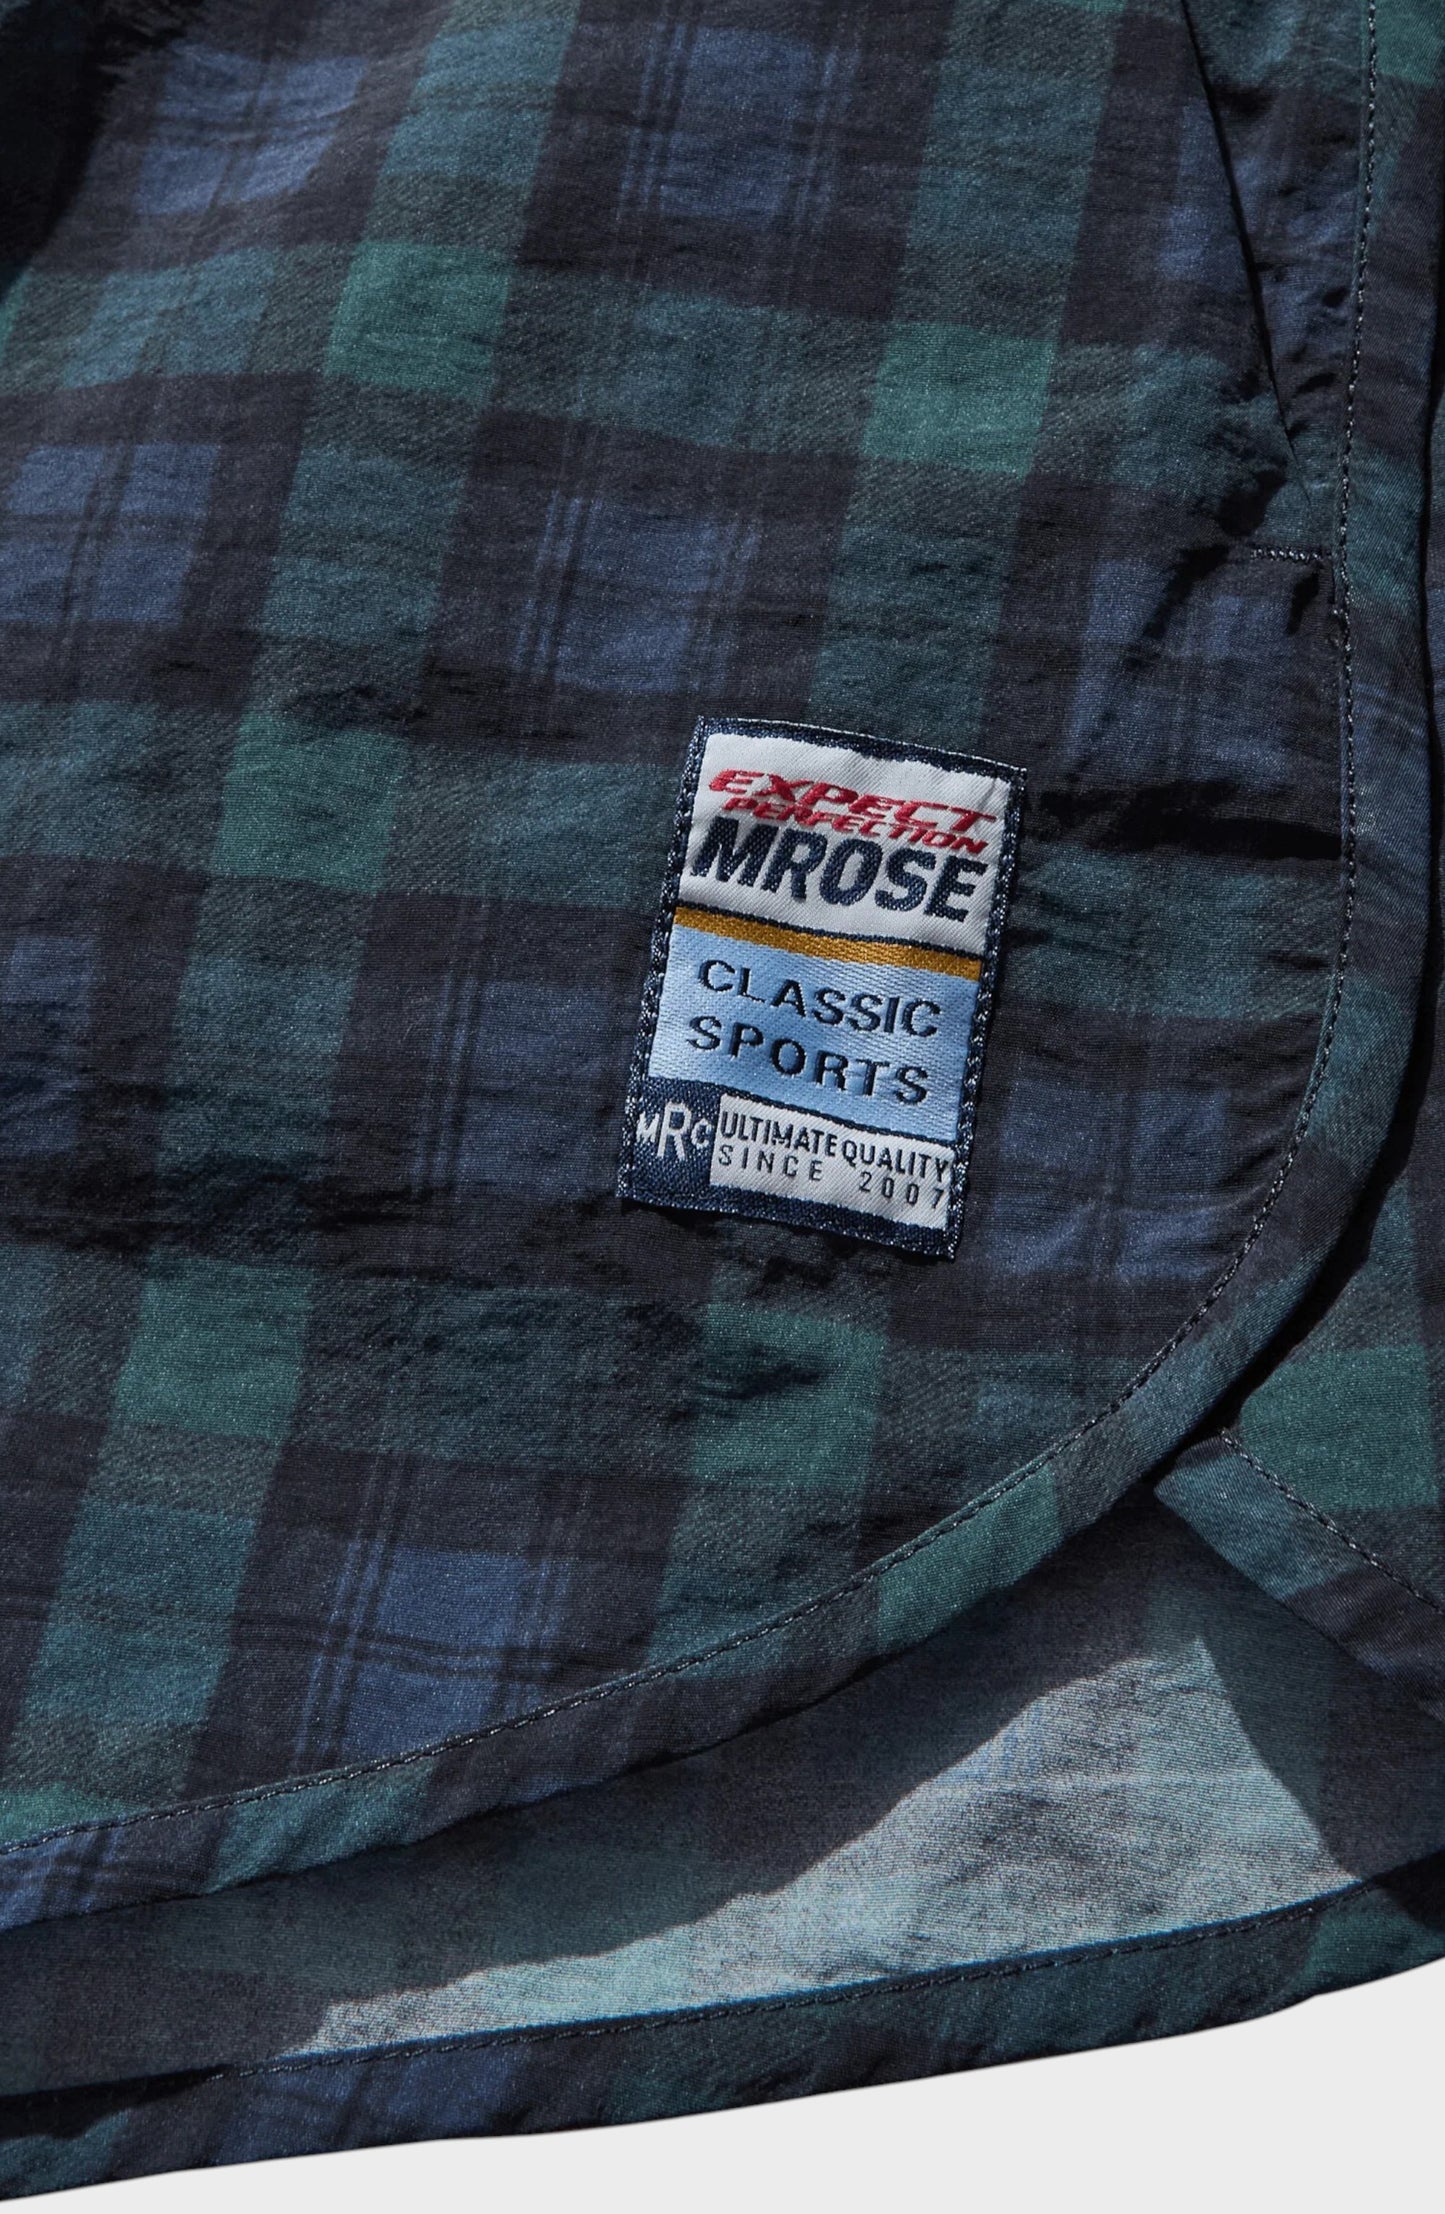 EXPECT
PERFECTION
MROSE
CLASSIC
SPORTS
MRC
ULTIMATE QUALITY
SINCE 2007